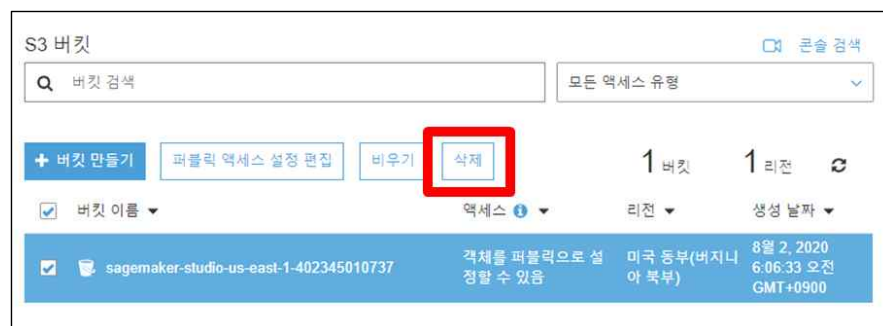 S3 버킷
콘솔 검색
버킷 검색
모든 액세스 유형
+ 버킷 만들기
퍼블릭 액세스 설정 편집
비우기
삭제
1 버킷
1 리전
버킷 이름
액세스
리전
생성 날짜
sagemaker-studio-us-east-1-402345010737
객체를 퍼블릭으로 설
정할 수 있음
미국 동부(버지니
아 북부)
8월 2, 2020
6:06:33 오전
GMT+0900